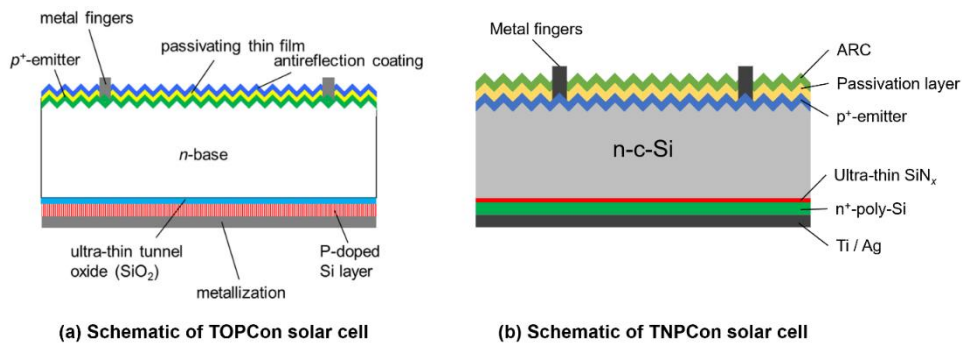 metal fingers
passivating thin film
p⁺-emitter
antireflection coating
n-base
ultra-thin tunnel
oxide (SiO₂)
P-doped
Si layer
metallization
(a) Schematic of TOPCon solar cell
Metal fingers
ARC
Passivation layer
p⁺-emitter
n-c-Si
Ultra-thin SiNₓ
n⁺-poly-Si
Ti / Ag
(b) Schematic of TNPCon solar cell